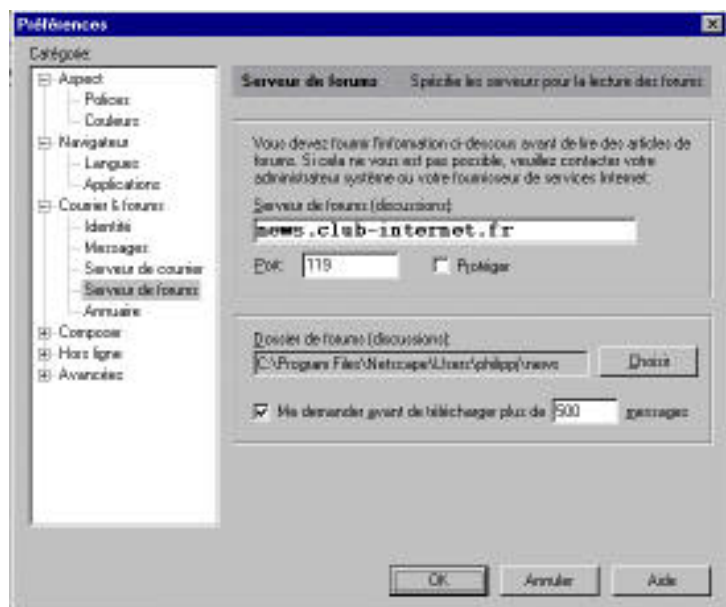 Préférences
Catégorie:
Aspect
Polices
Couleurs
Navigateur
Langues
Applications
Courrier & forums
Identité
Messages
Serveur de courrier
Serveur de forums
Annuaire
Composer
Hors ligne
Avancées
Serveur de forums Spécifie les serveurs pour la lecture des forums
Vous devez fournir l'information ci-dessous avant de lire des articles de
forums. Si cela ne vous est pas possible, veuillez contacter votre
administrateur système ou votre fournisseur de services Internet.
Serveur de forums (discussions):
news.club-internet.fr
Port: 119 Protéger
Dossier de forums (discussions):
C:\Program Files\Netscape\Users\philippj\news Choisir
Me demander avant de télécharger plus de 500 messages
OK Annuler Aide